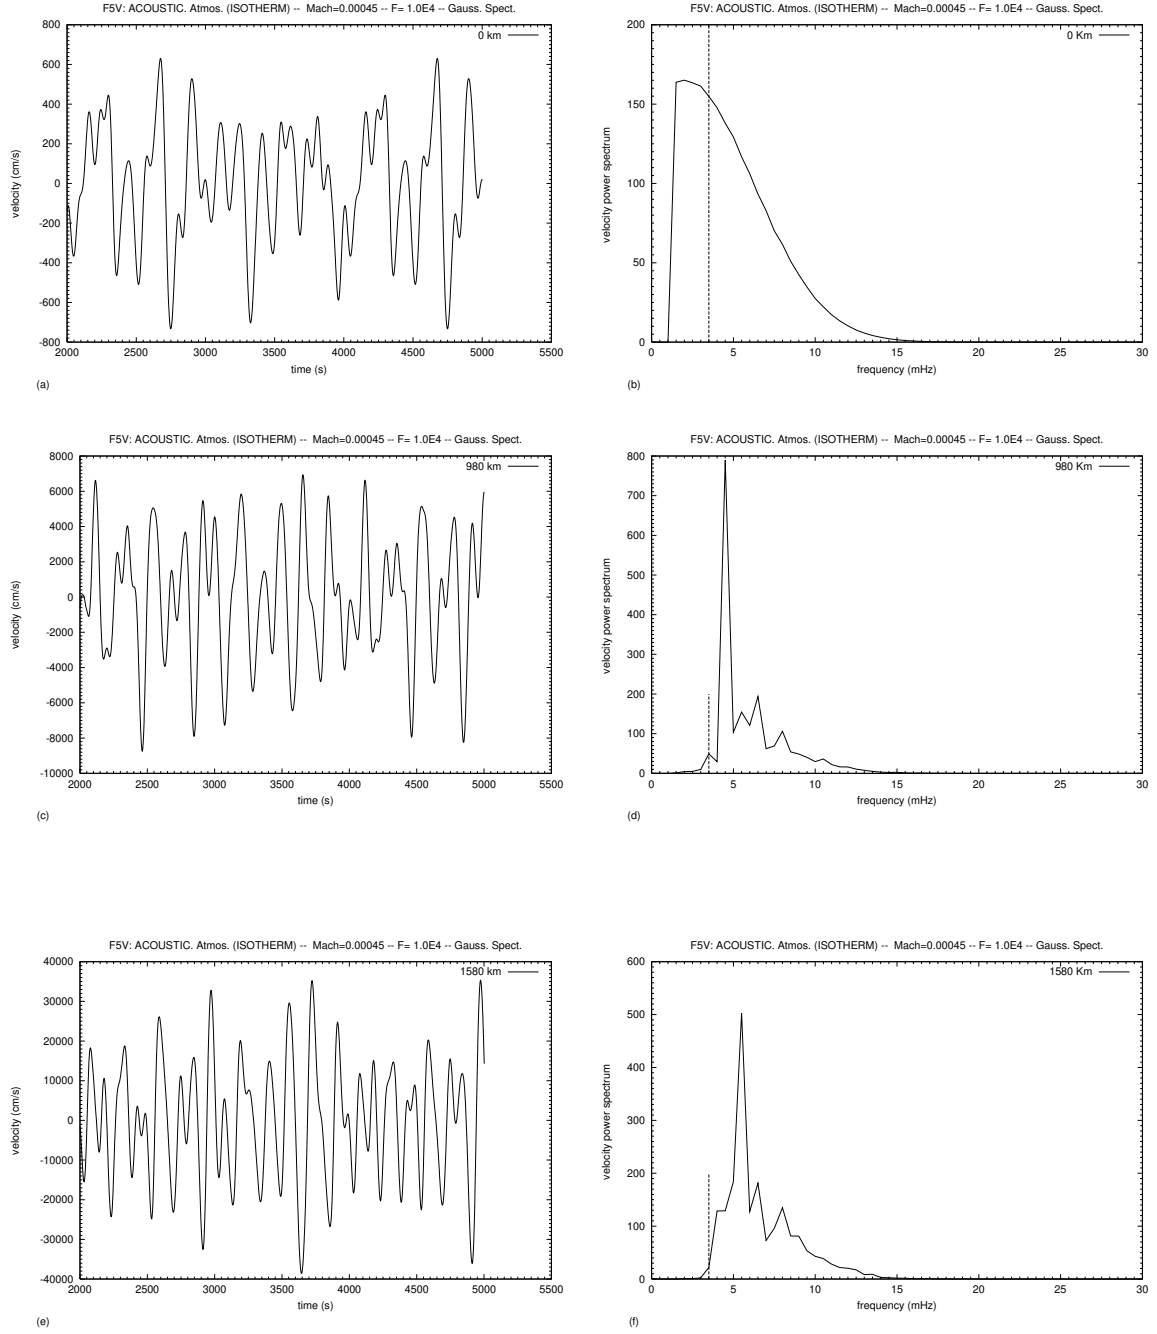 F5V: ACOUSTIC. Atmos. (ISOTHERM) -- Mach=0.00045 -- F= 1.0E4 -- Gauss. Spect.
0 km
800
600
400
200
0
-200
-400
-600
-800
velocity (cm/s)
2000 2500 3000 3500 4000 4500 5000 5500
time (s)
(a)
F5V: ACOUSTIC. Atmos. (ISOTHERM) -- Mach=0.00045 -- F= 1.0E4 -- Gauss. Spect.
0 Km
200
150
100
50
0
velocity power spectrum
0 5 10 15 20 25 30
frequency (mHz)
(b)
F5V: ACOUSTIC. Atmos. (ISOTHERM) -- Mach=0.00045 -- F= 1.0E4 -- Gauss. Spect.
980 km
8000
6000
4000
2000
0
-2000
-4000
-6000
-8000
-10000
velocity (cm/s)
2000 2500 3000 3500 4000 4500 5000 5500
time (s)
(c)
F5V: ACOUSTIC. Atmos. (ISOTHERM) -- Mach=0.00045 -- F= 1.0E4 -- Gauss. Spect.
980 Km
800
700
600
500
400
300
200
100
0
velocity power spectrum
0 5 10 15 20 25 30
frequency (mHz)
(d)
F5V: ACOUSTIC. Atmos. (ISOTHERM) -- Mach=0.00045 -- F= 1.0E4 -- Gauss. Spect.
1580 km
40000
30000
20000
10000
0
-10000
-20000
-30000
-40000
velocity (cm/s)
2000 2500 3000 3500 4000 4500 5000 5500
time (s)
(e)
F5V: ACOUSTIC. Atmos. (ISOTHERM) -- Mach=0.00045 -- F= 1.0E4 -- Gauss. Spect.
1580 Km
600
500
400
300
200
100
0
velocity power spectrum
0 5 10 15 20 25 30
frequency (mHz)
(f)